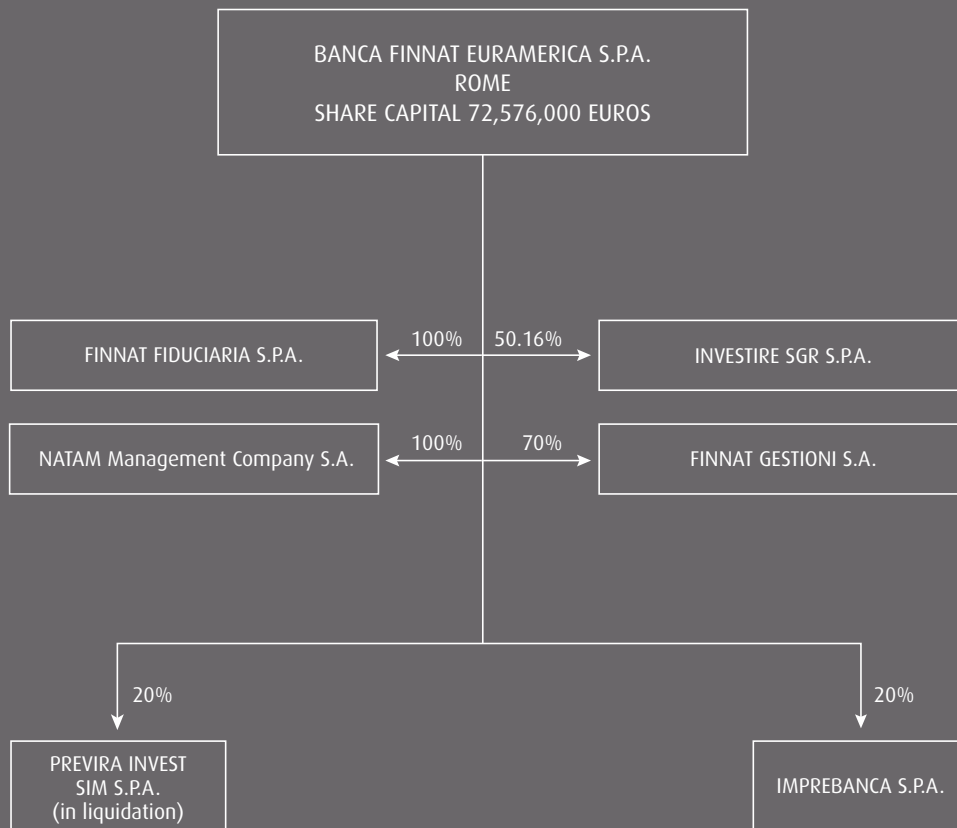 BANCA FINNAT EURAMERICA S.P.A.
ROME
SHARE CAPITAL 72,576,000 EUROS
FINNAT FIDUCIARIA S.P.A.
100%
50.16%
INVESTIRE SGR S.P.A.
NATAM Management Company S.A.
100%
70%
FINNAT GESTIONI S.A.
20%
20%
PREVIRA INVEST
SIM S.P.A.
(in liquidation)
IMPREBANCA S.P.A.